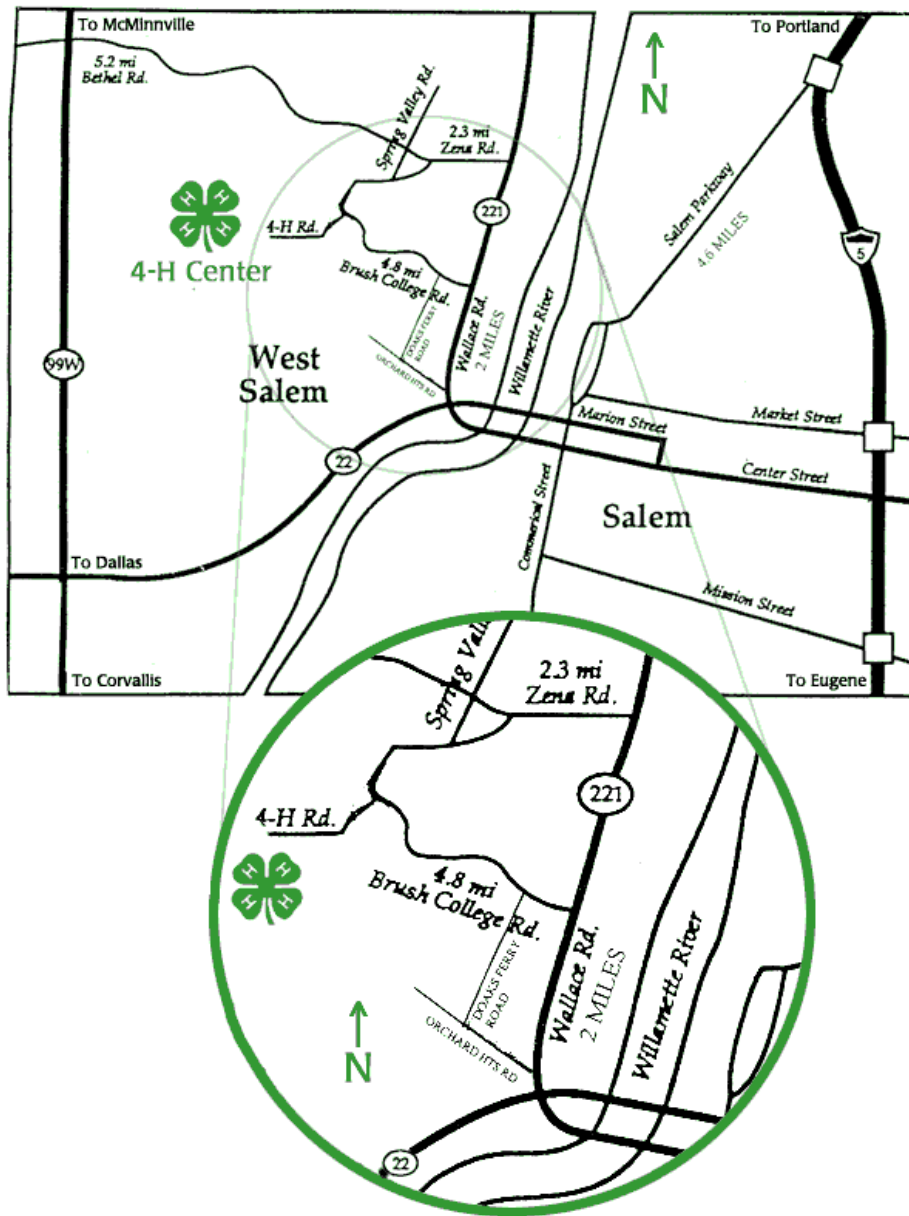 To McMinnville
To Portland
5.2 mi
Bethel Rd.
N
Spring Valley Rd.
2.3 mi
Zena Rd.
H H
H H
4-H Center
4-H Rd.
221
Salem Parkway
4.6 MILES
5
4.8 mi
Brush College Rd.
DOAKS FERRY
ROAD
ORCHARD HTS RD
Wallace Rd.
2 MILES
Willamette River
99W
West
Salem
Marion Street
Market Street
22
Center Street
Commerical Street
Salem
To Dallas
Mission Street
To Corvallis
To Eugene
Spring Valle
2.3 mi
Zena Rd.
221
4-H Rd.
H H
H H
4.8 mi
Brush College Rd.
DOAKS FERRY
ROAD
ORCHARD HTS RD
Wallace Rd.
2 MILES
Willamette River
N
22